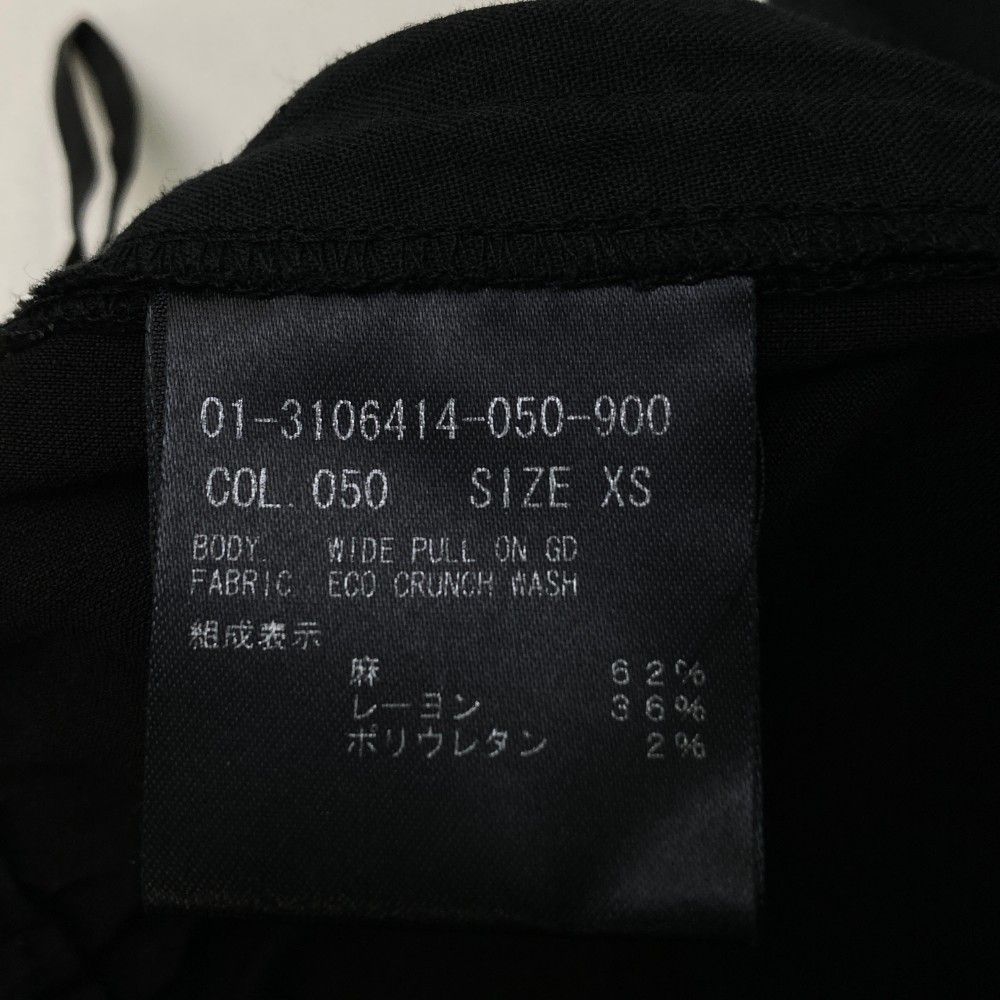 01-3106414-050-900
COL. 050 SIZE XS
BODY. WIDE PULL ON GD
FABRIC ECO CRUNCH WASH
組成表示
麻 62%
レーヨン 36%
ポリウレタン 2%